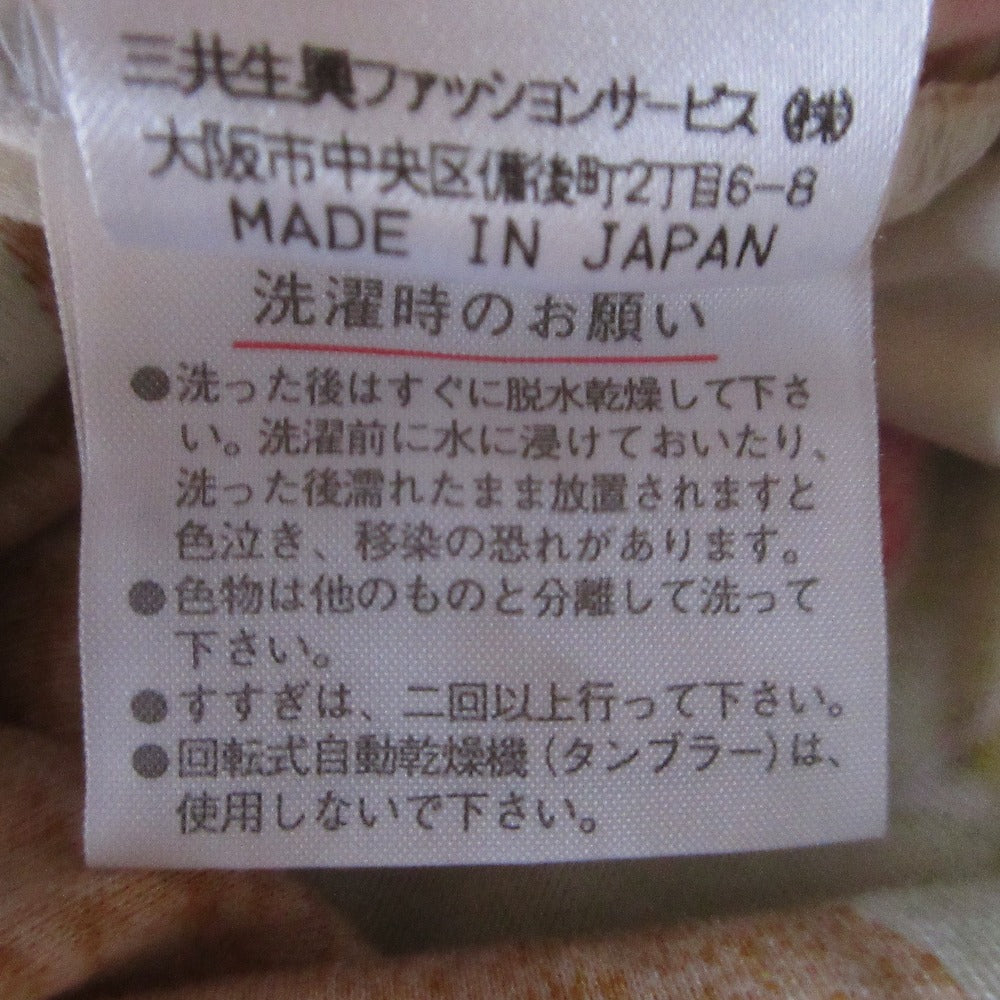 三共生興ファッションサービス ㈱
大阪市中央区備後町2丁目6-8
MADE IN JAPAN
洗濯時のお願い
●洗った後はすぐに脱水乾燥して下さ
い。洗濯前に水に浸けておいたり、
洗った後濡れたまま放置されますと
色泣き、移染の恐れがあります。
●色物は他のものと分離して洗って
下さい。
●すすぎは、二回以上行って下さい。
●回転式自動乾燥機(タンブラー)は、
使用しないで下さい。